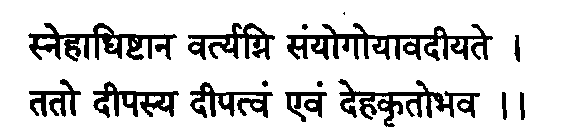 स्नेहाधिष्टान वर्त्यग्नि संयोगोयावदीयते ।
ततो दीपस्य दीपत्वं एवं देहकृतोभव ।।